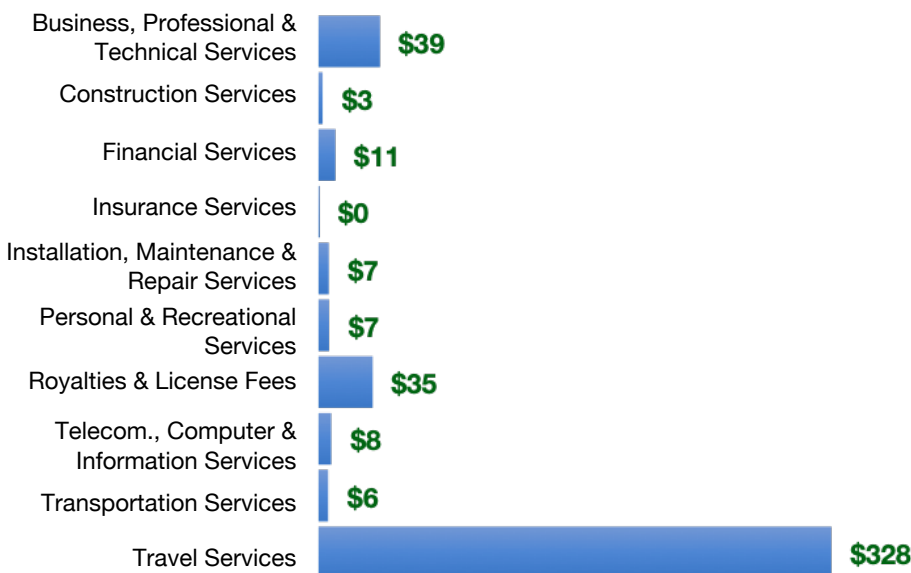 Business, Professional &
Technical Services
$39
Construction Services
$3
Financial Services
$11
Insurance Services
$0
Installation, Maintenance &
Repair Services
$7
Personal & Recreational
Services
$7
Royalties & License Fees
$35
Telecom., Computer &
Information Services
$8
Transportation Services
$6
Travel Services
$328